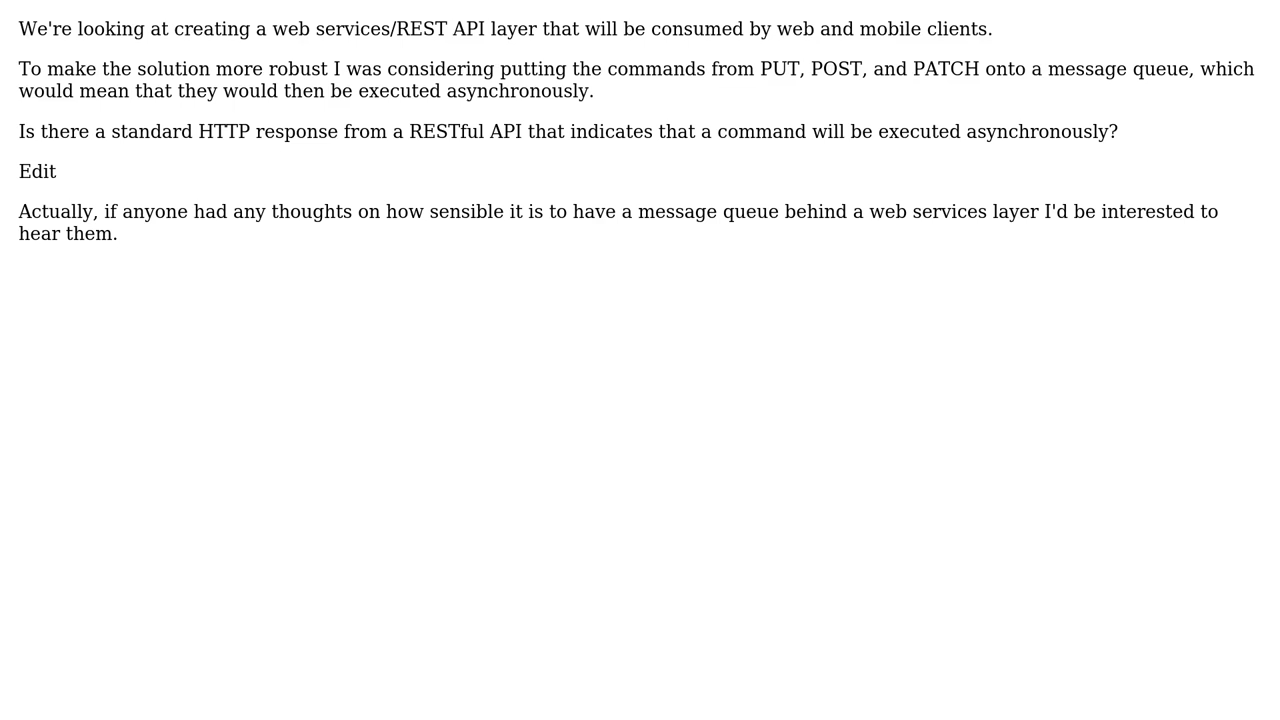 We're looking at creating a web services/REST API layer that will be consumed by web and mobile clients.
To make the solution more robust I was considering putting the commands from PUT, POST, and PATCH onto a message queue, which
would mean that they would then be executed asynchronously.
Is there a standard HTTP response from a RESTful API that indicates that a command will be executed asynchronously?
Edit
Actually, if anyone had any thoughts on how sensible it is to have a message queue behind a web services layer I'd be interested to
hear them.